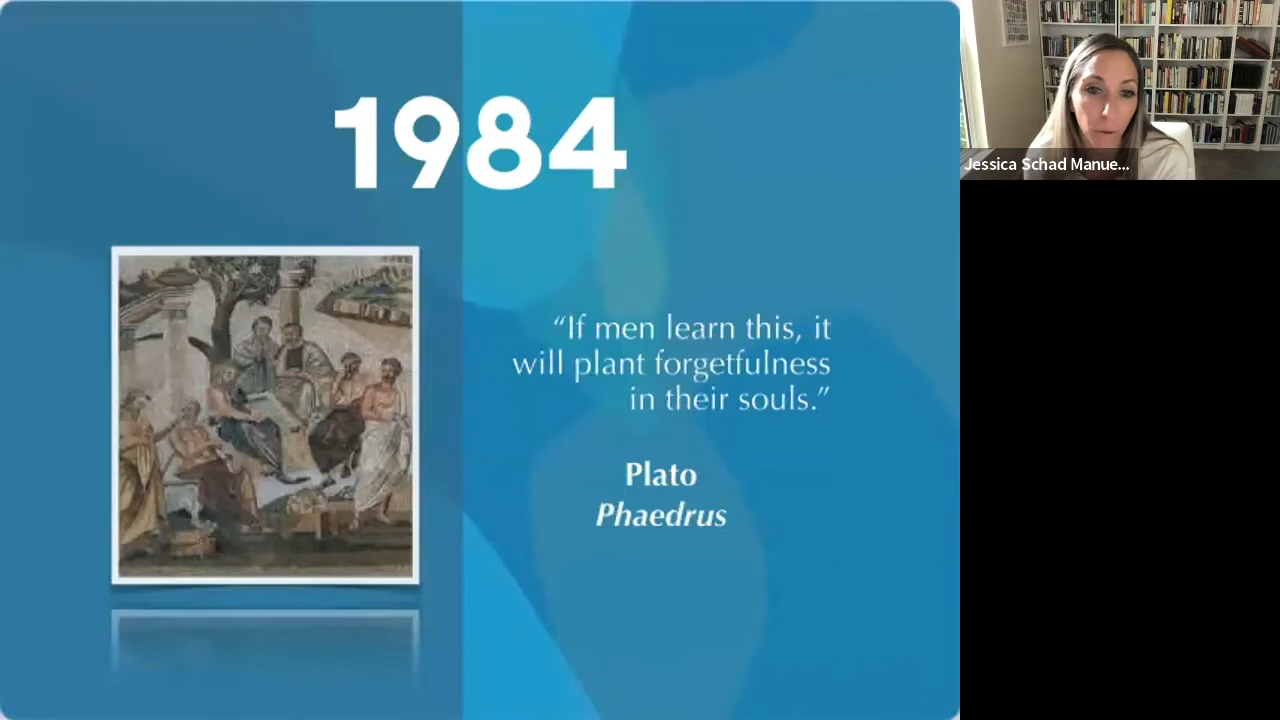 1984
“If men learn this, it
will plant forgetfulness
in their souls.”
Plato
Phaedrus
Jessica Schad Manue...